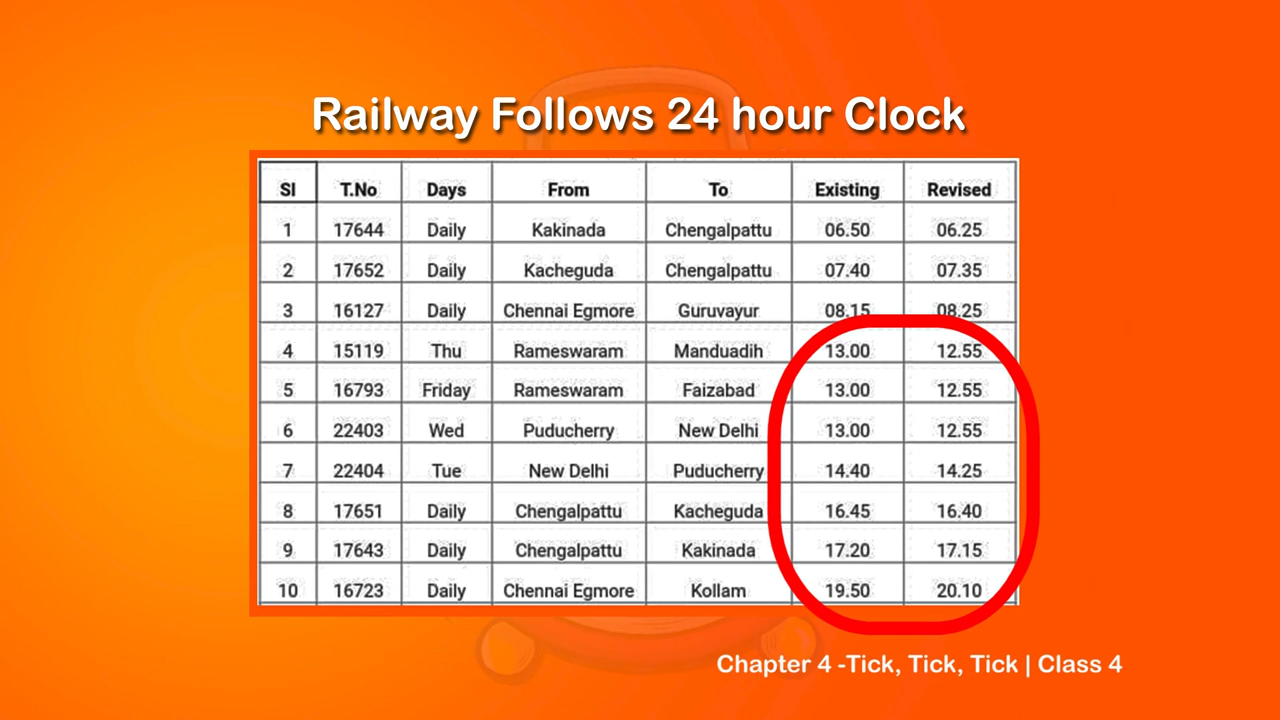 Railway Follows 24 hour Clock
Sl T.No Days From To Existing Revised
1 17644 Daily Kakinada Chengalpattu 06.50 06.25
2 17652 Daily Kacheguda Chengalpattu 07.40 07.35
3 16127 Daily Chennai Egmore Guruvayur 08.15 08.25
4 15119 Thu Rameswaram Manduadih 13.00 12.55
5 16793 Friday Rameswaram Faizabad 13.00 12.55
6 22403 Wed Puducherry New Delhi 13.00 12.55
7 22404 Tue New Delhi Puducherry 14.40 14.25
8 17651 Daily Chengalpattu Kacheguda 16.45 16.40
9 17643 Daily Chengalpattu Kakinada 17.20 17.15
10 16723 Daily Chennai Egmore Kollam 19.50 20.10
Chapter 4 -Tick, Tick, Tick | Class 4